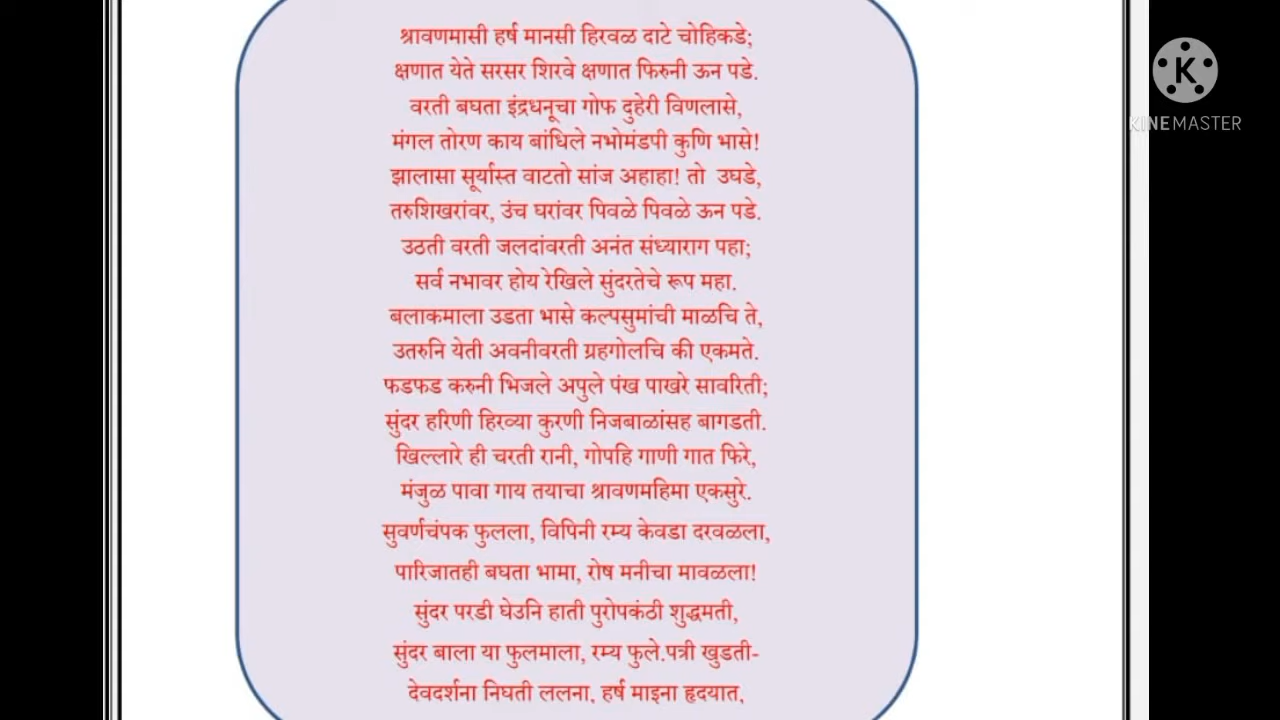 श्रावणमासी हर्ष मानसी हिरवळ दाटे चोहिकडे;
क्षणात येते सरसर शिरवे क्षणात फिरुनी ऊन पडे.
वरती बघता इंद्रधनूचा गोफ दुहेरी विणलासे,
मंगल तोरण काय बांधिले नभोमंडपी कुणि भासे!
झालासा सूर्यास्त वाटतो सांज अहाहा! तो उघडे,
तरुशिखरांवर, उंच घरांवर पिवळे पिवळे ऊन पडे.
उठती वरती जलदांवरती अनंत संध्याराग पहा;
सर्व नभावर होय रेखिले सुंदरतेचे रूप महा.
बलाकमाला उडता भासे कल्पसुमांची माळचि ते,
उतरुनि येती अवनीवरती ग्रहगोलचि की एकमते.
फडफड करुनी भिजले अपुले पंख पाखरे सावरिती;
सुंदर हरिणी हिरव्या कुरणी निजबाळांसह बागडती.
खिल्लारे ही चरती रानी, गोपहि गाणी गात फिरे,
मंजुळ पावा गाय तयाचा श्रावणमहिमा एकसुरे.
सुवर्णचंपक फुलला, विपिनी रम्य केवडा दरवळला,
पारिजातही बघता भामा, रोष मनीचा मावळला!
सुंदर परडी घेउनि हाती पुरोपकंठी शुद्धमती,
सुंदर बाला या फुलमाला, रम्य फुले.पत्री खुडती-
देवदर्शना निघती ललना, हर्ष माइना हृदयात,
K
KINEMASTER